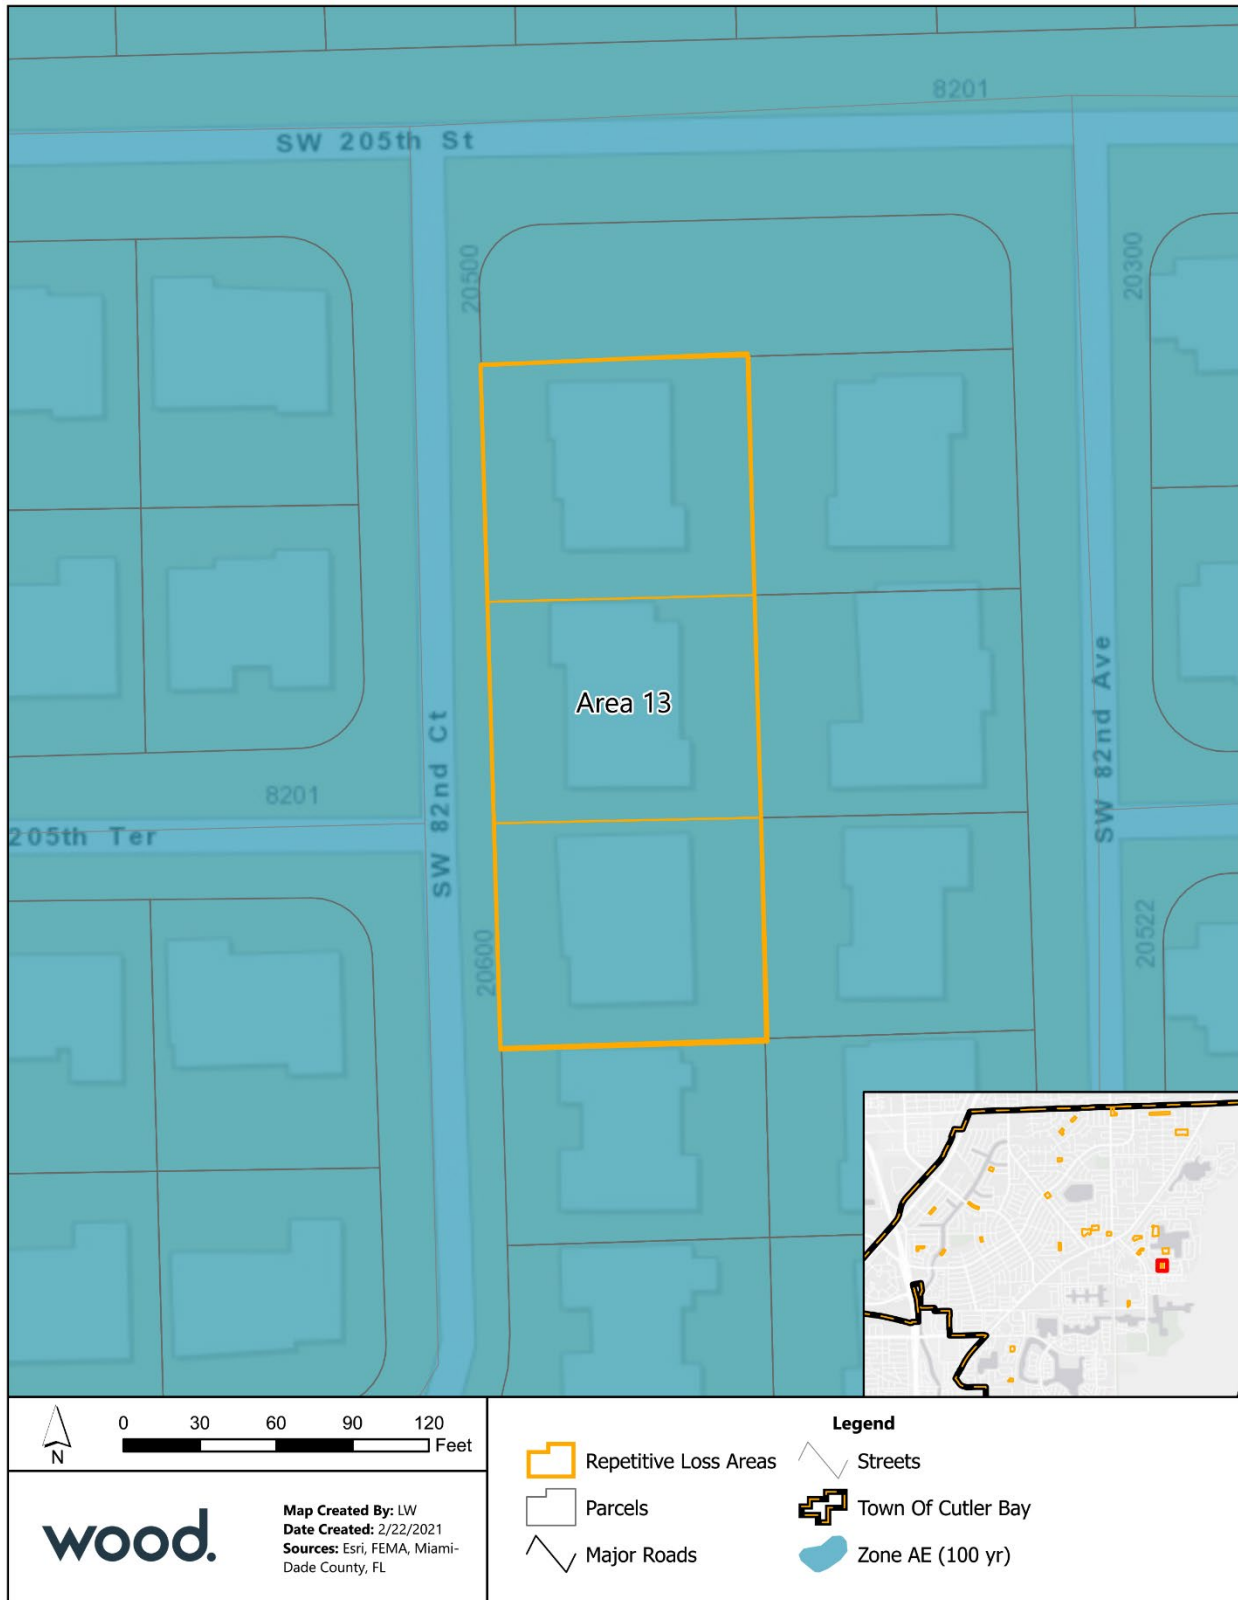 8201
SW 205th St
20500
20300
Area 13
SW 82nd Ct
SW 82nd Ave
8201
205th Ter
20600
20522
N
0 30 60 90 120
Feet
wood.
Map Created By: LW
Date Created: 2/22/2021
Sources: Esri, FEMA, Miami-
Dade County, FL
Legend
Repetitive Loss Areas
Parcels
Major Roads
Streets
Town Of Cutler Bay
Zone AE (100 yr)